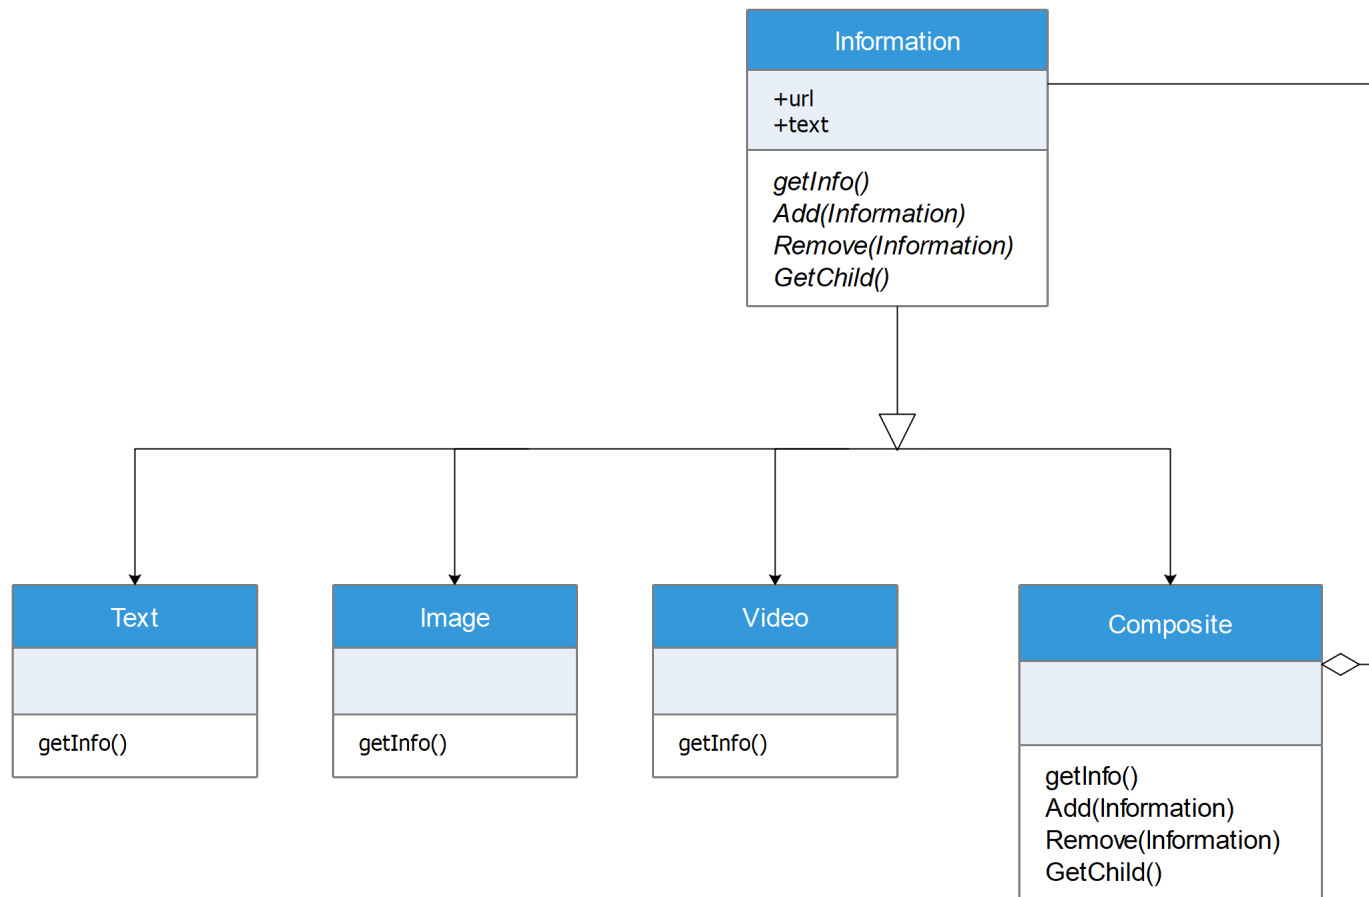 Information
+url
+text
getInfo()
Add(Information)
Remove(Information)
GetChild()
Text
getInfo()
Image
getInfo()
Video
getInfo()
Composite
getInfo()
Add(Information)
Remove(Information)
GetChild()